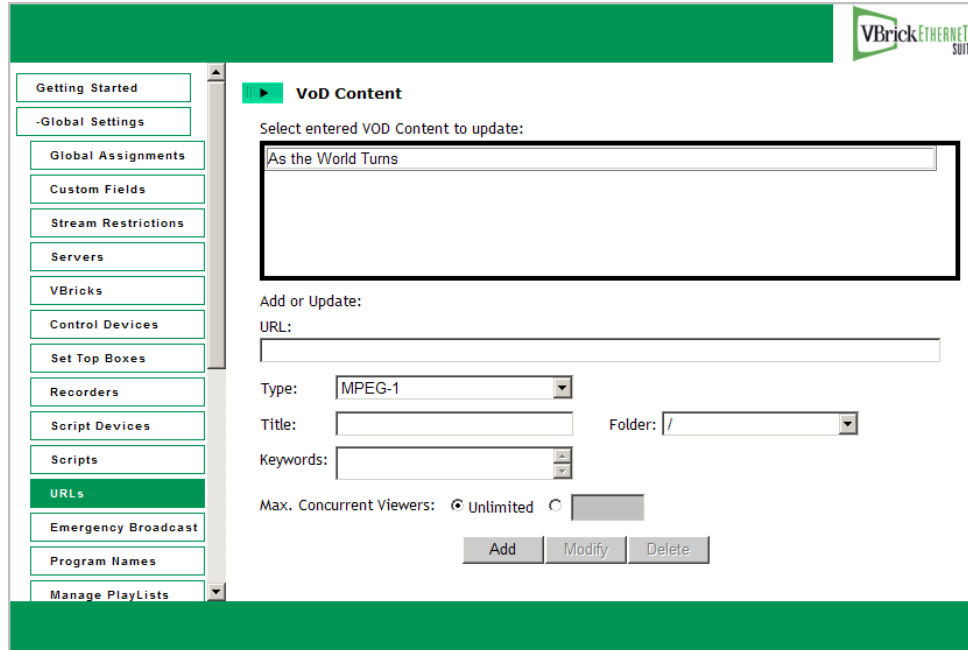 VBrick ETHERNET
SUIT
Getting Started
-Global Settings
Global Assignments
Custom Fields
Stream Restrictions
Servers
VBricks
Control Devices
Set Top Boxes
Recorders
Script Devices
Scripts
URLs
Emergency Broadcast
Program Names
Manage PlayLists
VoD Content
Select entered VOD Content to update:
As the World Turns
Add or Update:
URL:
Type: MPEG-1
Title: Folder: /
Keywords:
Max. Concurrent Viewers: Unlimited
Add Modify Delete